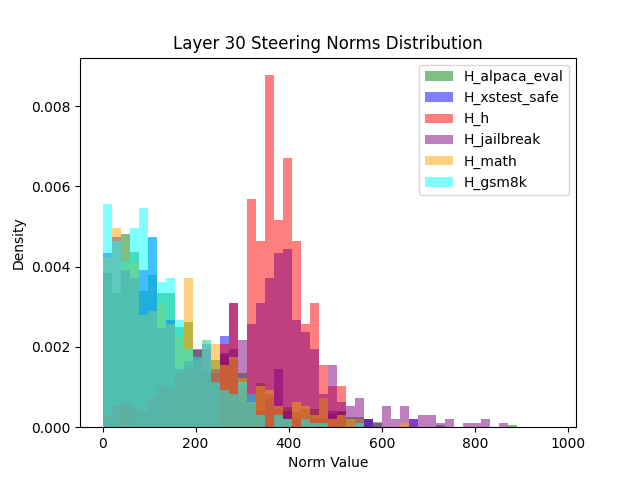 Layer 30 Steering Norms Distribution
H_alpaca_eval
H_xstest_safe
H_h
H_jailbreak
H_math
H_gsm8k
0.008
0.006
0.004
0.002
0.000
Density
0 200 400 600 800 1000
Norm Value